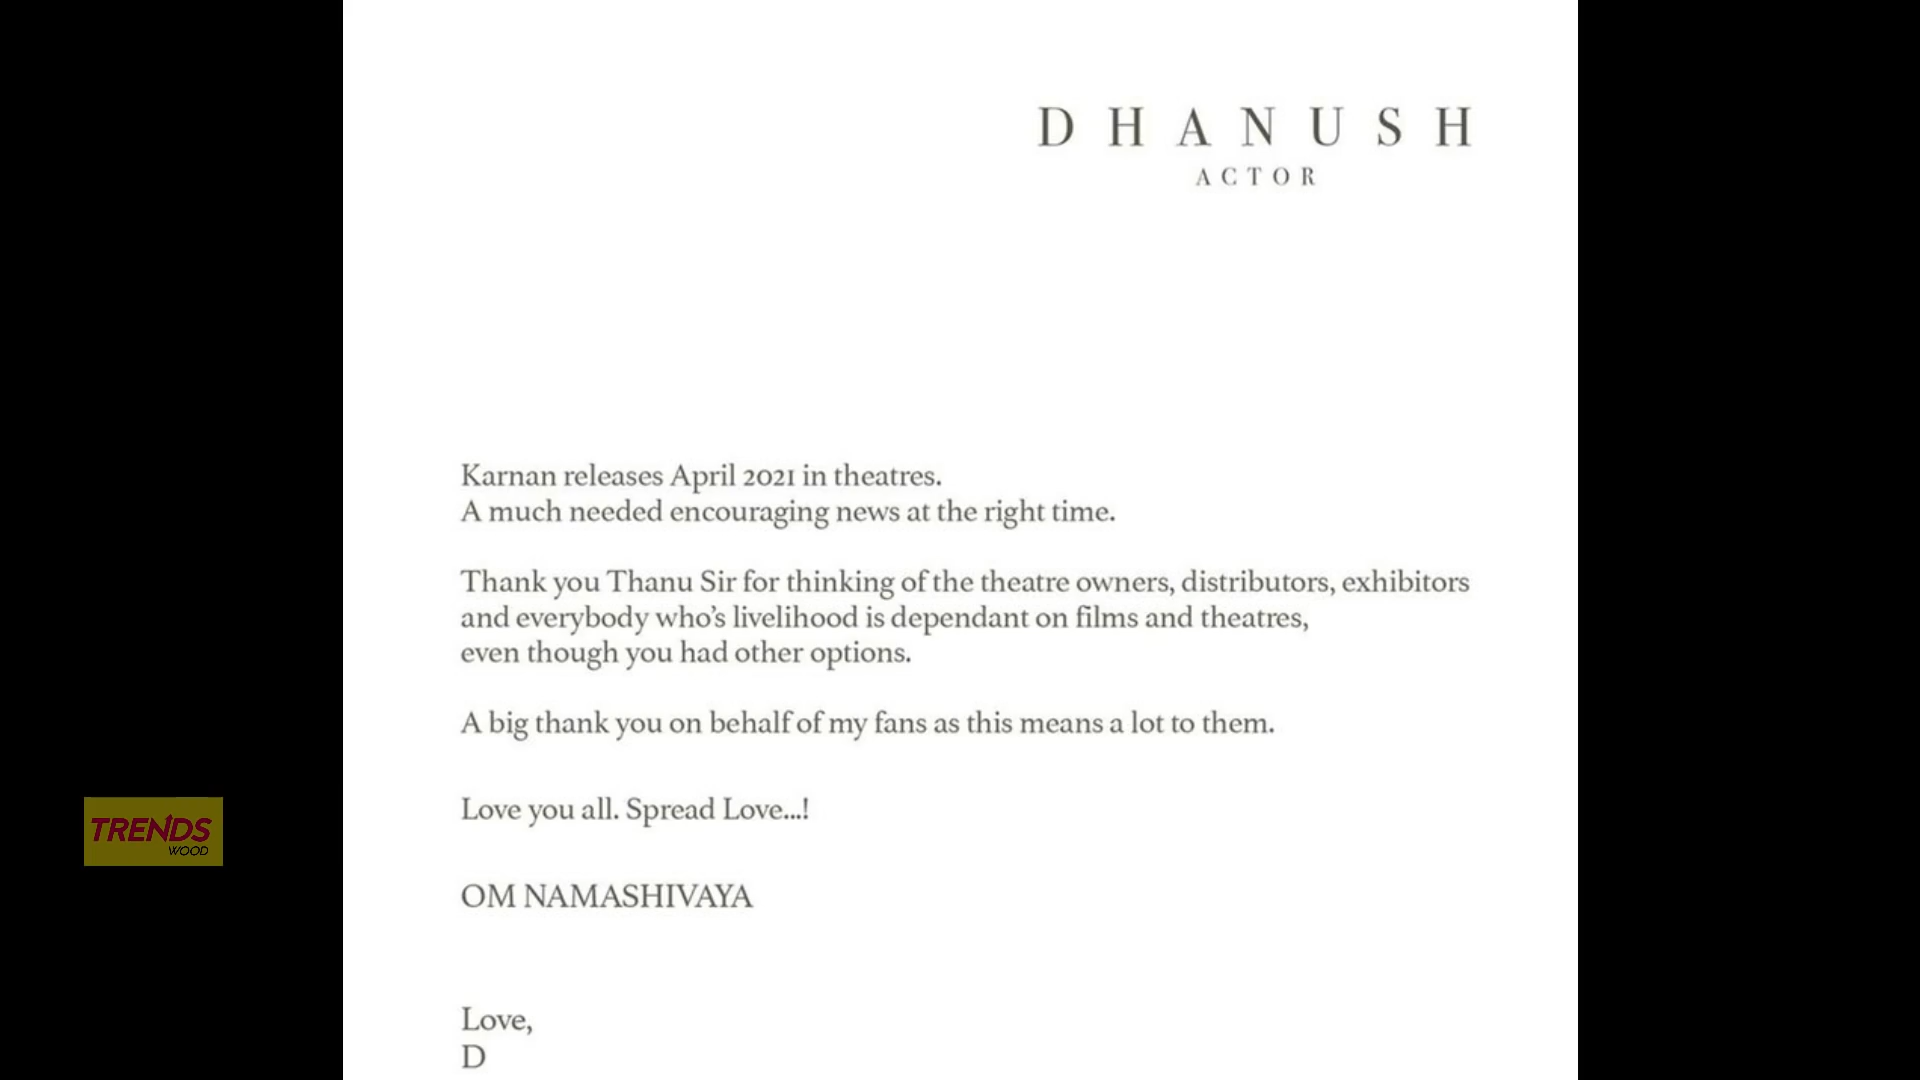 DHANUSH
ACTOR
Karnan releases April 2021 in theatres.
A much needed encouraging news at the right time.
Thank you Thanu Sir for thinking of the theatre owners, distributors, exhibitors
and everybody who's livelihood is dependant on films and theatres,
even though you had other options.
A big thank you on behalf of my fans as this means a lot to them.
Love you all. Spread Love...!
OM NAMASHIVAYA
Love,
D
TRENDS
WOOD